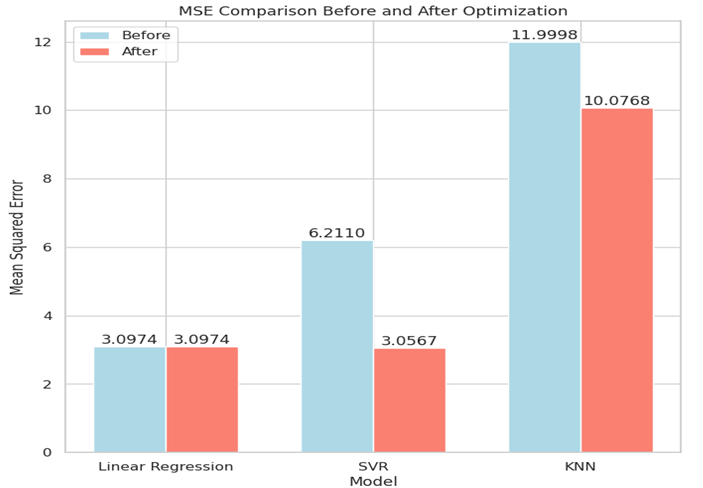 MSE Comparison Before and After Optimization
Before
After
Mean Squared Error
12
10
8
6
4
2
0
3.0974 3.0974
6.2110
3.0567
11.9998
10.0768
Linear Regression SVR KNN
Model